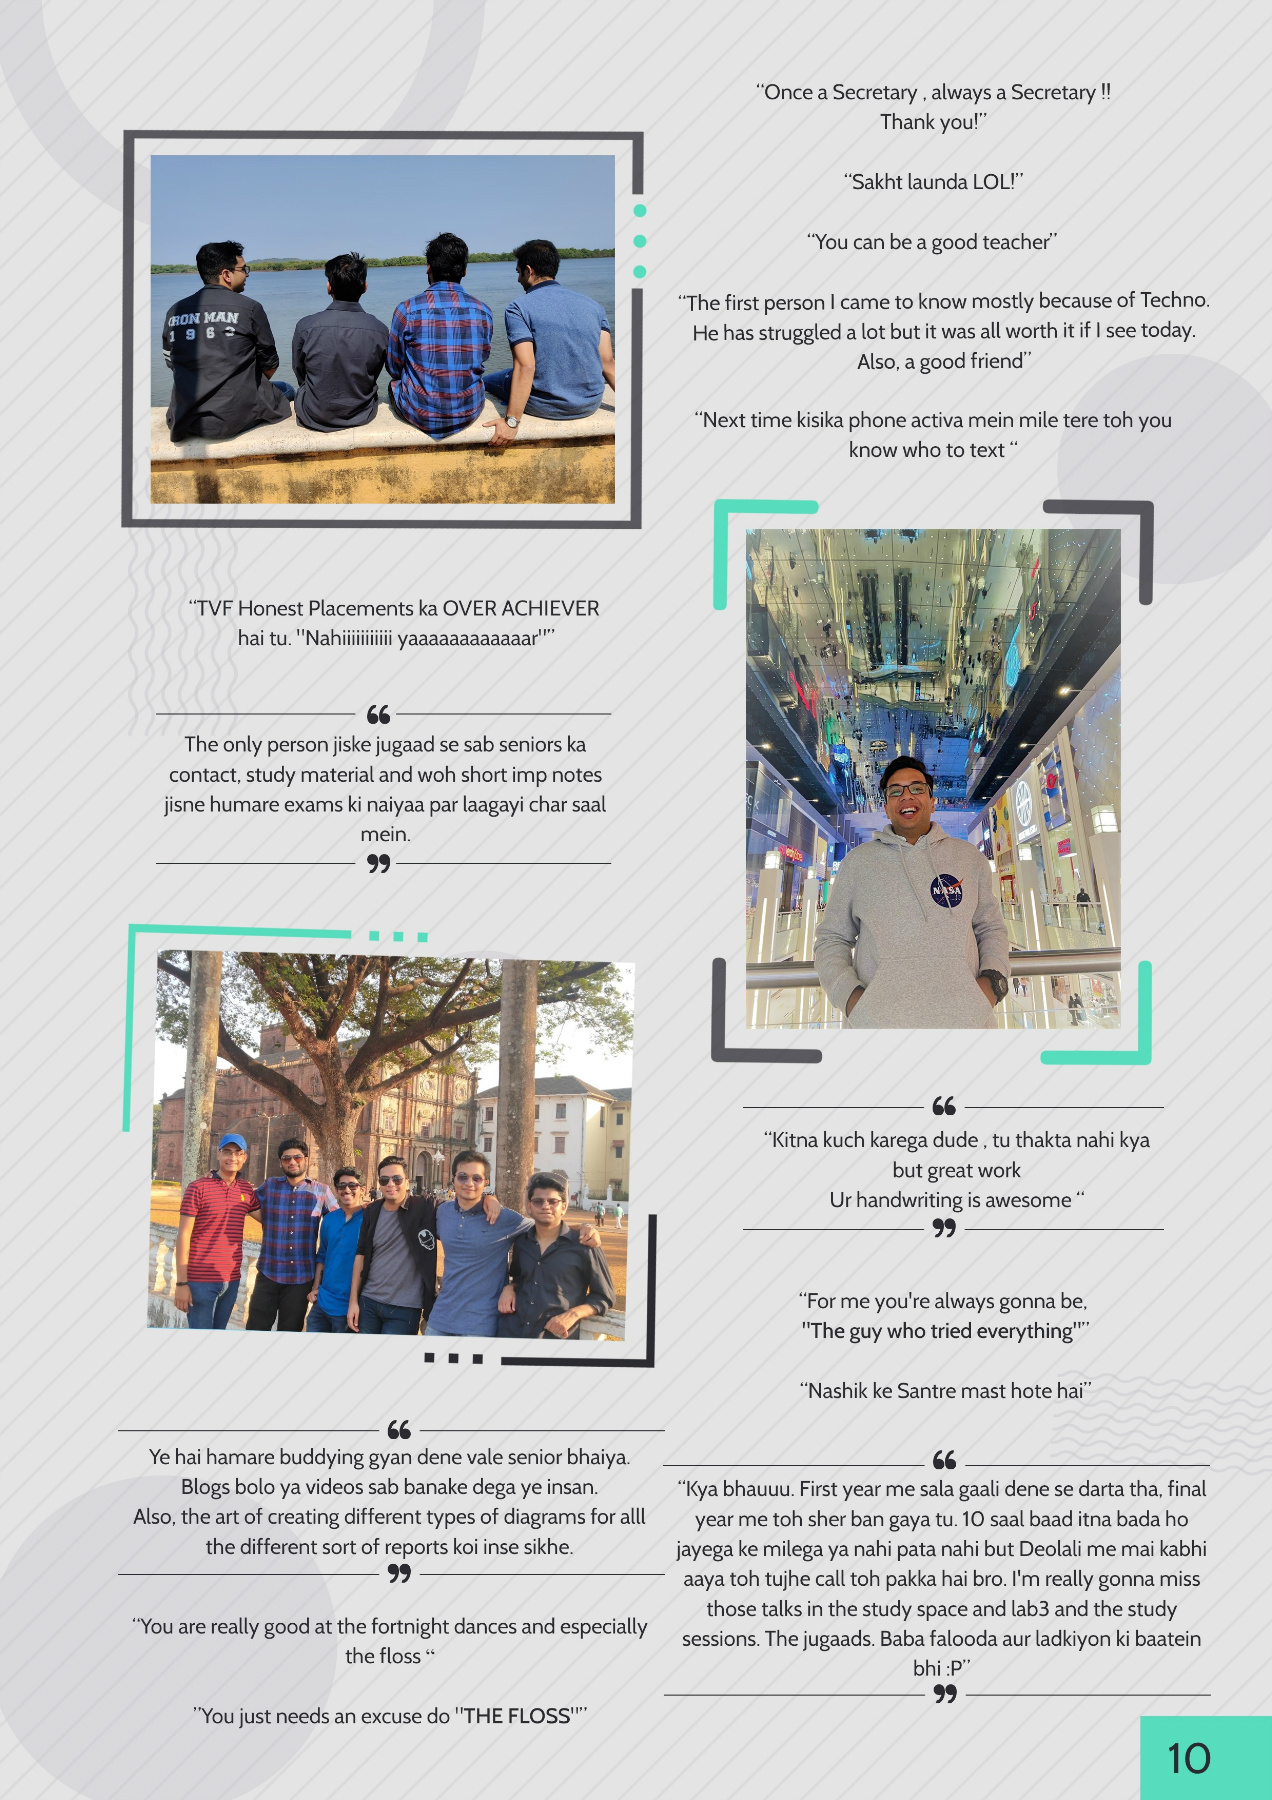 “Once a Secretary , always a Secretary !!
Thank you!”
“Sakht launda LOL!”
“You can be a good teacher”
“The first person I came to know mostly because of Techno.
He has struggled a lot but it was all worth it if I see today.
Also, a good friend”
“Next time kisika phone activa mein mile tere toh you
know who to text “
IRON MAN
1 9 6 3
“TVF Honest Placements ka OVER ACHIEVER
hai tu. "Nahiiiiiiiiiii yaaaaaaaaaaaar"”
“
The only person jiske jugaad se sab seniors ka
contact, study material and woh short imp notes
jisne humare exams ki naiyaa par laagayi char saal
mein.
”
NASA
“
“Kitna kuch karega dude , tu thakta nahi kya
but great work
Ur handwriting is awesome “
”
“For me you're always gonna be,
"The guy who tried everything"”
“Nashik ke Santre mast hote hai”
“
Ye hai hamare buddying gyan dene vale senior bhaiya.
Blogs bolo ya videos sab banake dega ye insan.
Also, the art of creating different types of diagrams for alll
the different sort of reports koi inse sikhe.
”
“You are really good at the fortnight dances and especially
the floss “
”You just needs an excuse do "THE FLOSS"”
“
“Kya bhauuu. First year me sala gaali dene se darta tha, final
year me toh sher ban gaya tu. 10 saal baad itna bada ho
jayega ke milega ya nahi pata nahi but Deolali me mai kabhi
aaya toh tujhe call toh pakka hai bro. I'm really gonna miss
those talks in the study space and lab3 and the study
sessions. The jugaads. Baba falooda aur ladkiyon ki baatein
bhi :P”
”
10